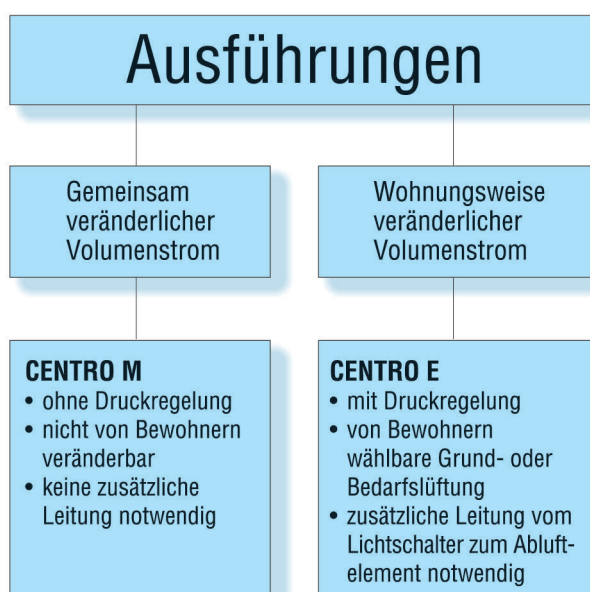 Ausführungen
Gemeinsam
veränderlicher
Volumenstrom
Wohnungsweise
veränderlicher
Volumenstrom
CENTRO M
• ohne Druckregelung
• nicht von Bewohnern
veränderbar
• keine zusätzliche
Leitung notwendig
CENTRO E
• mit Druckregelung
• von Bewohnern
wählbare Grund- oder
Bedarfslüftung
• zusätzliche Leitung vom
Lichtschalter zum Abluft-
element notwendig